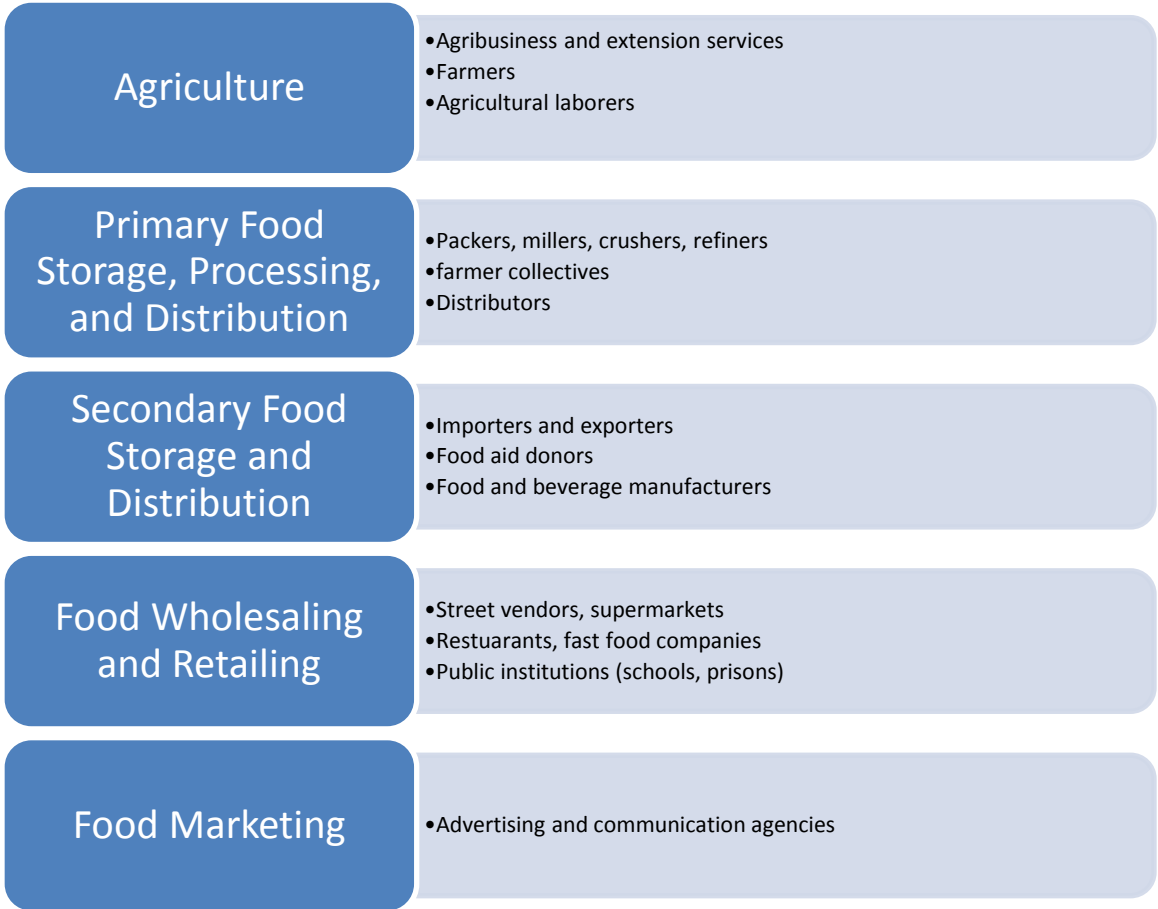 Agriculture
•Agribusiness and extension services
•Farmers
•Agricultural laborers
Primary Food
Storage, Processing,
and Distribution
•Packers, millers, crushers, refiners
•farmer collectives
•Distributors
Secondary Food
Storage and
Distribution
•Importers and exporters
•Food aid donors
•Food and beverage manufacturers
Food Wholesaling
and Retailing
•Street vendors, supermarkets
•Restuarants, fast food companies
•Public institutions (schools, prisons)
Food Marketing
•Advertising and communication agencies